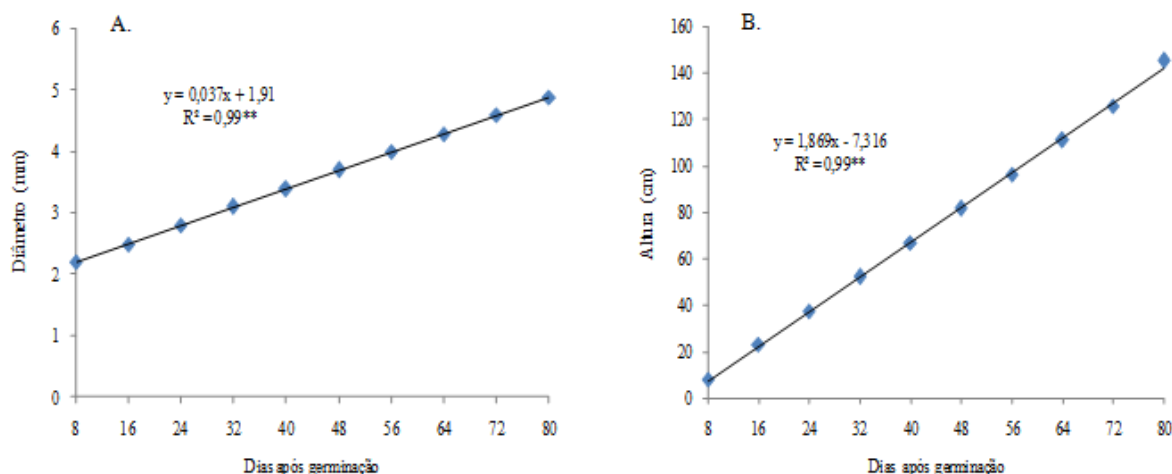 A.
y = 0,037x + 1,91
R² = 0,99**
Diâmetro (mm)
6
5
4
3
2
1
0
8 16 24 32 40 48 56 64 72 80
Dias após germinação
B.
y = 1,869x - 7,316
R² = 0,99**
Altura (cm)
160
140
120
100
80
60
40
20
0
8 16 24 32 40 48 56 64 72 80
Dias após germinação